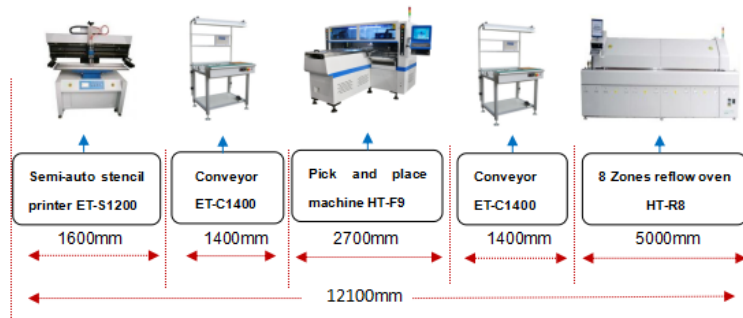 Semi-auto stencil
printer ET-S1200
Conveyor
ET-C1400
Pick and place
machine HT-F9
Conveyor
ET-C1400
8 Zones reflow oven
HT-R8
1600mm
1400mm
2700mm
1400mm
5000mm
12100mm